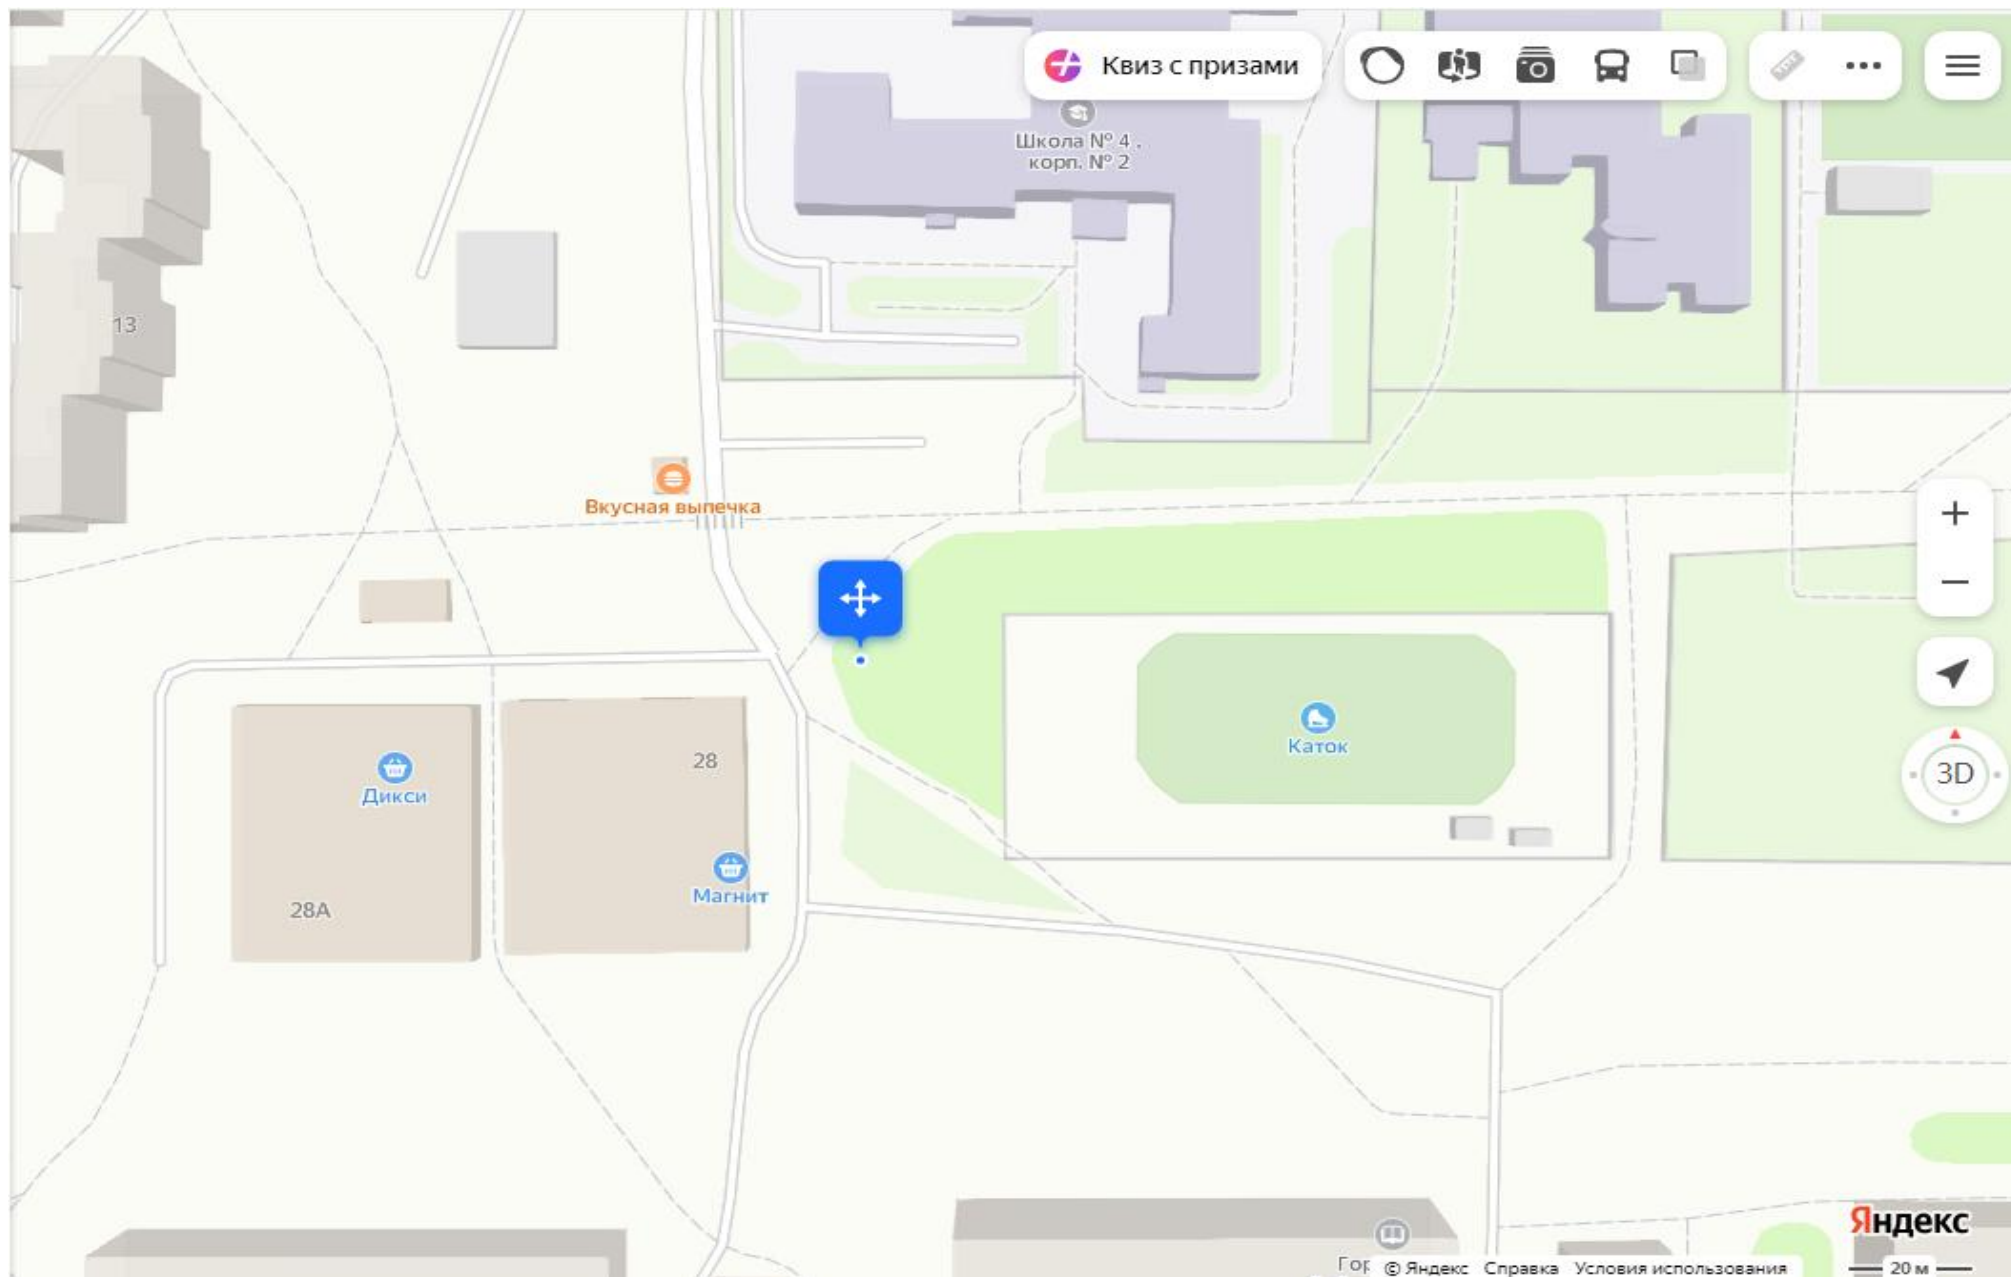 Квиз с призами
Школа № 4 .
корп. № 2
13
Вкусная выпечка
Каток
3D
28
Дикси
Магнит
28А
Яндекс
Гор
© Яндекс Справка Условия использования
20 м